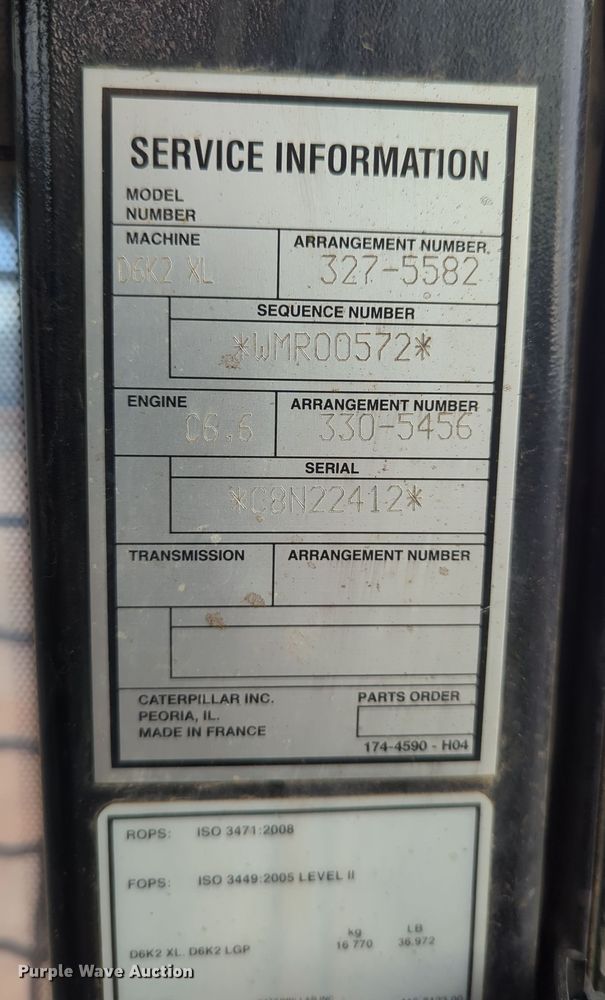 SERVICE INFORMATION
MODEL
NUMBER
MACHINE ARRANGEMENT NUMBER
D6K2 XL 327-5582
SEQUENCE NUMBER
*WMR00572*
ENGINE ARRANGEMENT NUMBER
C6.6 330-5456
SERIAL
*C8N22412*
TRANSMISSION ARRANGEMENT NUMBER
CATERPILLAR INC. PARTS ORDER
PEORIA, IL.
MADE IN FRANCE
174-4590 - H04
ROPS: ISO 3471:2008
FOPS: ISO 3449:2005 LEVEL II
kg LB
D6K2 XL. D6K2 LGP 16 770 36.972
Purple Wave Auction